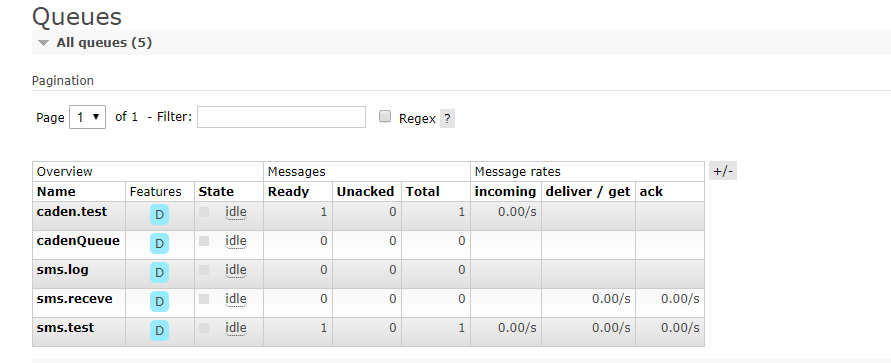 Queues
All queues (5)
Pagination
Page 1 of 1 - Filter: Regex ?
Overview Messages Message rates +/-
Name Features State Ready Unacked Total incoming deliver / get ack
caden.test D idle 1 0 1 0.00/s
cadenQueue D idle 0 0 0
sms.log D idle 0 0 0
sms.receve D idle 0 0 0 0.00/s 0.00/s
sms.test D idle 1 0 1 0.00/s 0.00/s 0.00/s